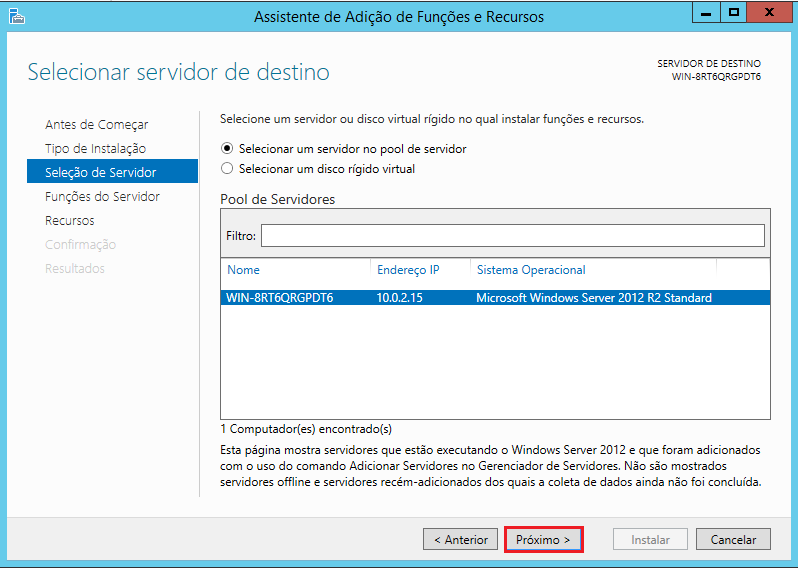 Assistente de Adição de Funções e Recursos
Selecionar servidor de destino
SERVIDOR DE DESTINO
WIN-8RT6QRGPDT6
Antes de Começar
Tipo de Instalação
Seleção de Servidor
Funções do Servidor
Recursos
Confirmação
Resultados
Selecione um servidor ou disco virtual rígido no qual instalar funções e recursos.
Selecionar um servidor no pool de servidor
Selecionar um disco rígido virtual
Pool de Servidores
Filtro:
Nome Endereço IP Sistema Operacional
WIN-8RT6QRGPDT6 10.0.2.15 Microsoft Windows Server 2012 R2 Standard
1 Computador(es) encontrado(s)
Esta página mostra servidores que estão executando o Windows Server 2012 e que foram adicionados
com o uso do comando Adicionar Servidores no Gerenciador de Servidores. Não são mostrados
servidores offline e servidores recém-adicionados dos quais a coleta de dados ainda não foi concluída.
< Anterior Próximo > Instalar Cancelar